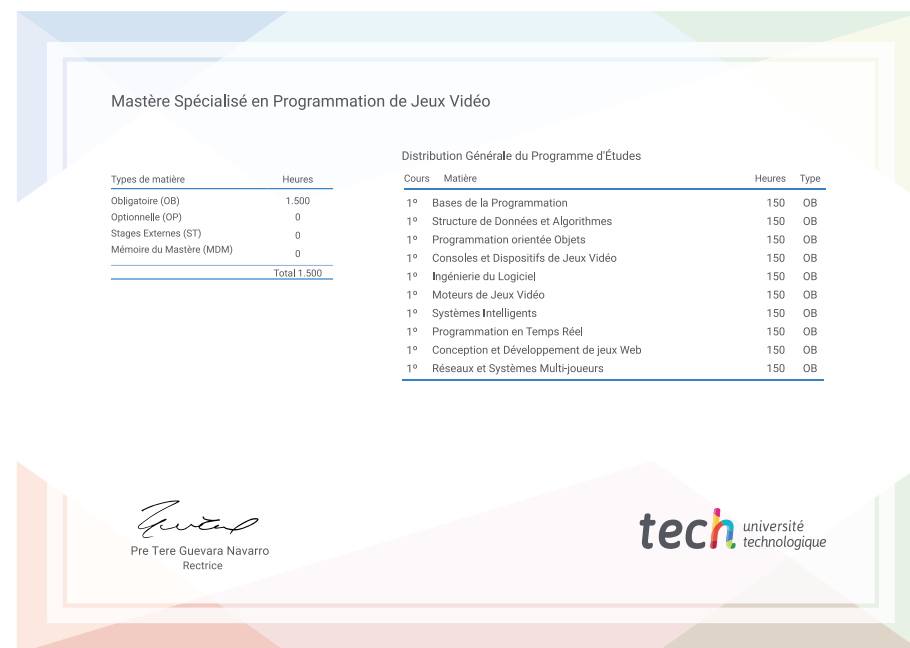 Mastère Spécialisé en Programmation de Jeux Vidéo
Types de matière Heures
Obligatoire (OB) 1.500
Optionnelle (OP) 0
Stages Externes (ST) 0
Mémoire du Mastère (MDM) 0
Total 1.500
Distribution Générale du Programme d'Études
Cours Matière Heures Type
1º Bases de la Programmation 150 OB
1º Structure de Données et Algorithmes 150 OB
1º Programmation orientée Objets 150 OB
1º Consoles et Dispositifs de Jeux Vidéo 150 OB
1º Ingénierie du Logiciel 150 OB
1º Moteurs de Jeux Vidéo 150 OB
1º Systèmes Intelligents 150 OB
1º Programmation en Temps Réel 150 OB
1º Conception et Développement de jeux Web 150 OB
1º Réseaux et Systèmes Multi-joueurs 150 OB
Pre Tere Guevara Navarro
Rectrice
tech université
technologique